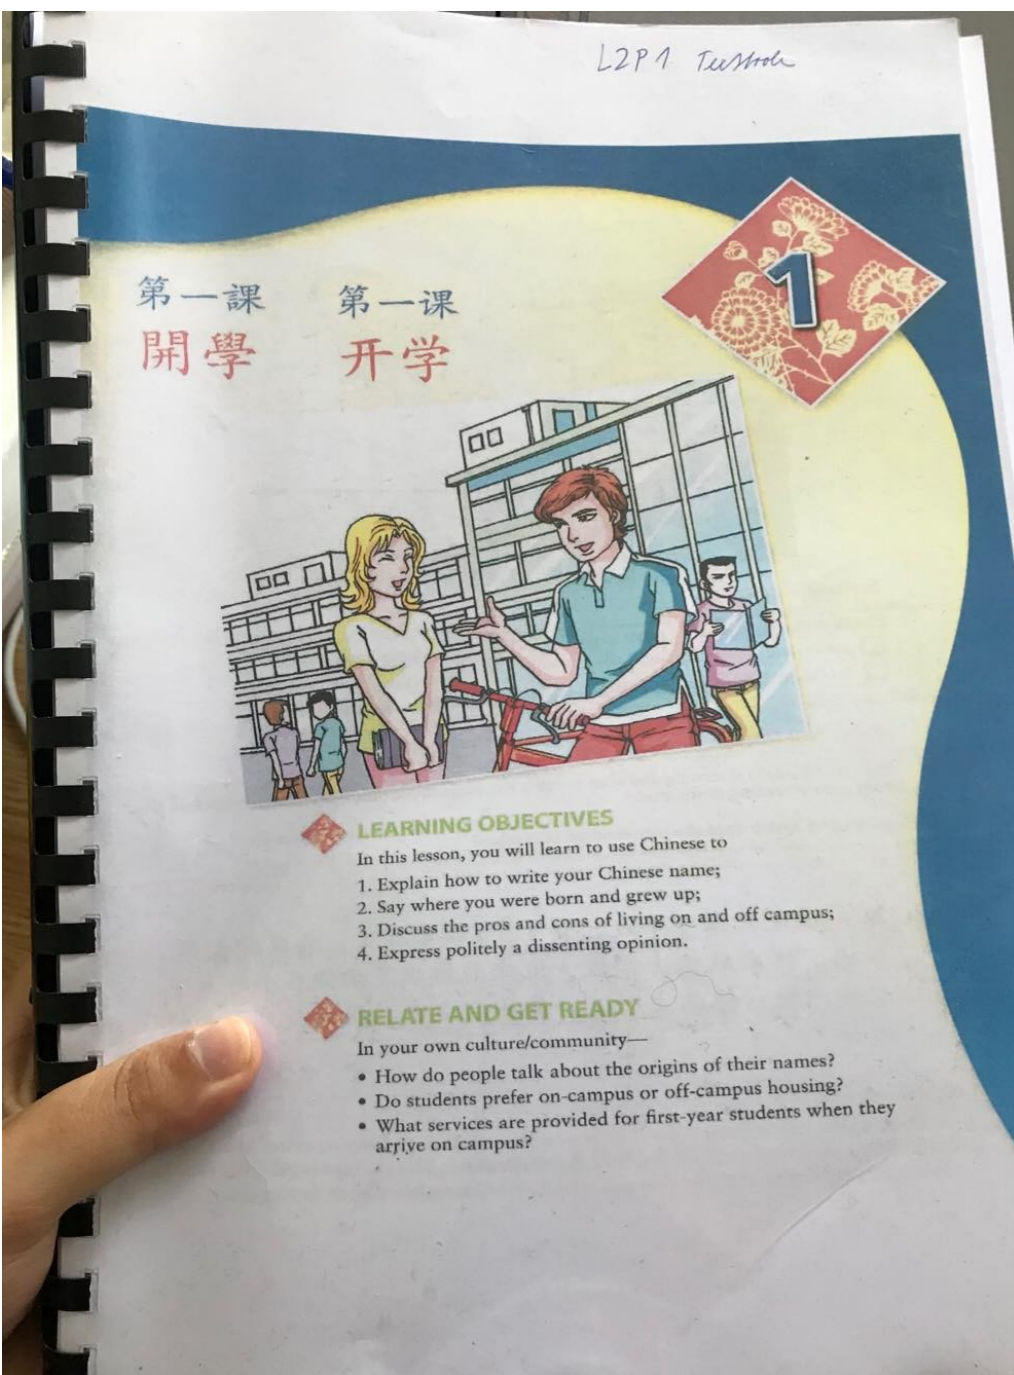 L2P1 Textbook
1
第一課 第一课
開學 开学
LEARNING OBJECTIVES
In this lesson, you will learn to use Chinese to
1. Explain how to write your Chinese name;
2. Say where you were born and grew up;
3. Discuss the pros and cons of living on and off campus;
4. Express politely a dissenting opinion.
RELATE AND GET READY
In your own culture/community—
• How do people talk about the origins of their names?
• Do students prefer on-campus or off-campus housing?
• What services are provided for first-year students when they
arrive on campus?